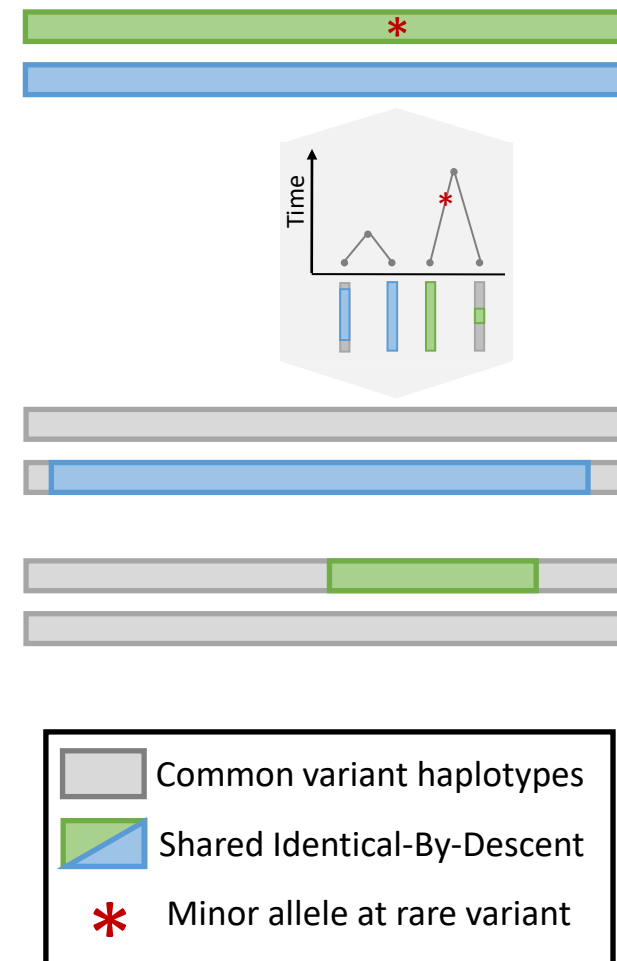 *
Time
*
Common variant haplotypes
Shared Identical-By-Descent
* Minor allele at rare variant